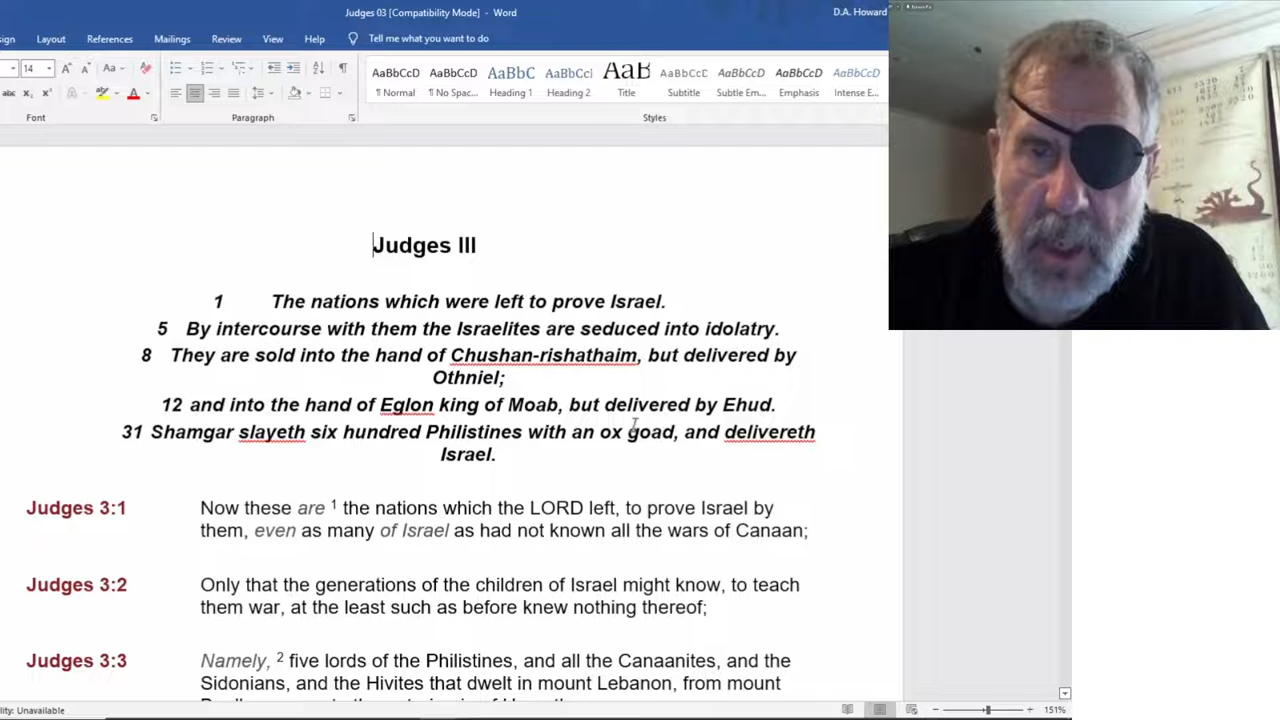 Judges 03 [Compatibility Mode] - Word
D.A. Howard
sign Layout References Mailings Review View Help Tell me what you want to do
14 Aa
AaBbCcD AaBbCcD AaBbC AaBbCc AaB AaBbCcD AaBbCcD AaBbCcD AaBbCcD
¶ Normal ¶ No Spac... Heading 1 Heading 2 Title Subtitle Subtle Em... Emphasis Intense E...
Font Paragraph Styles
Judges III
1 The nations which were left to prove Israel.
5 By intercourse with them the Israelites are seduced into idolatry.
8 They are sold into the hand of Chushan-rishathaim, but delivered by
Othniel;
12 and into the hand of Eglon king of Moab, but delivered by Ehud.
31 Shamgar slayeth six hundred Philistines with an ox goad, and delivereth
Israel.
Judges 3:1 Now these are 1 the nations which the LORD left, to prove Israel by
them, even as many of Israel as had not known all the wars of Canaan;
Judges 3:2 Only that the generations of the children of Israel might know, to teach
them war, at the least such as before knew nothing thereof;
Judges 3:3 Namely, 2 five lords of the Philistines, and all the Canaanites, and the
Sidonians, and the Hivites that dwelt in mount Lebanon, from mount
lity: Unavailable
151%